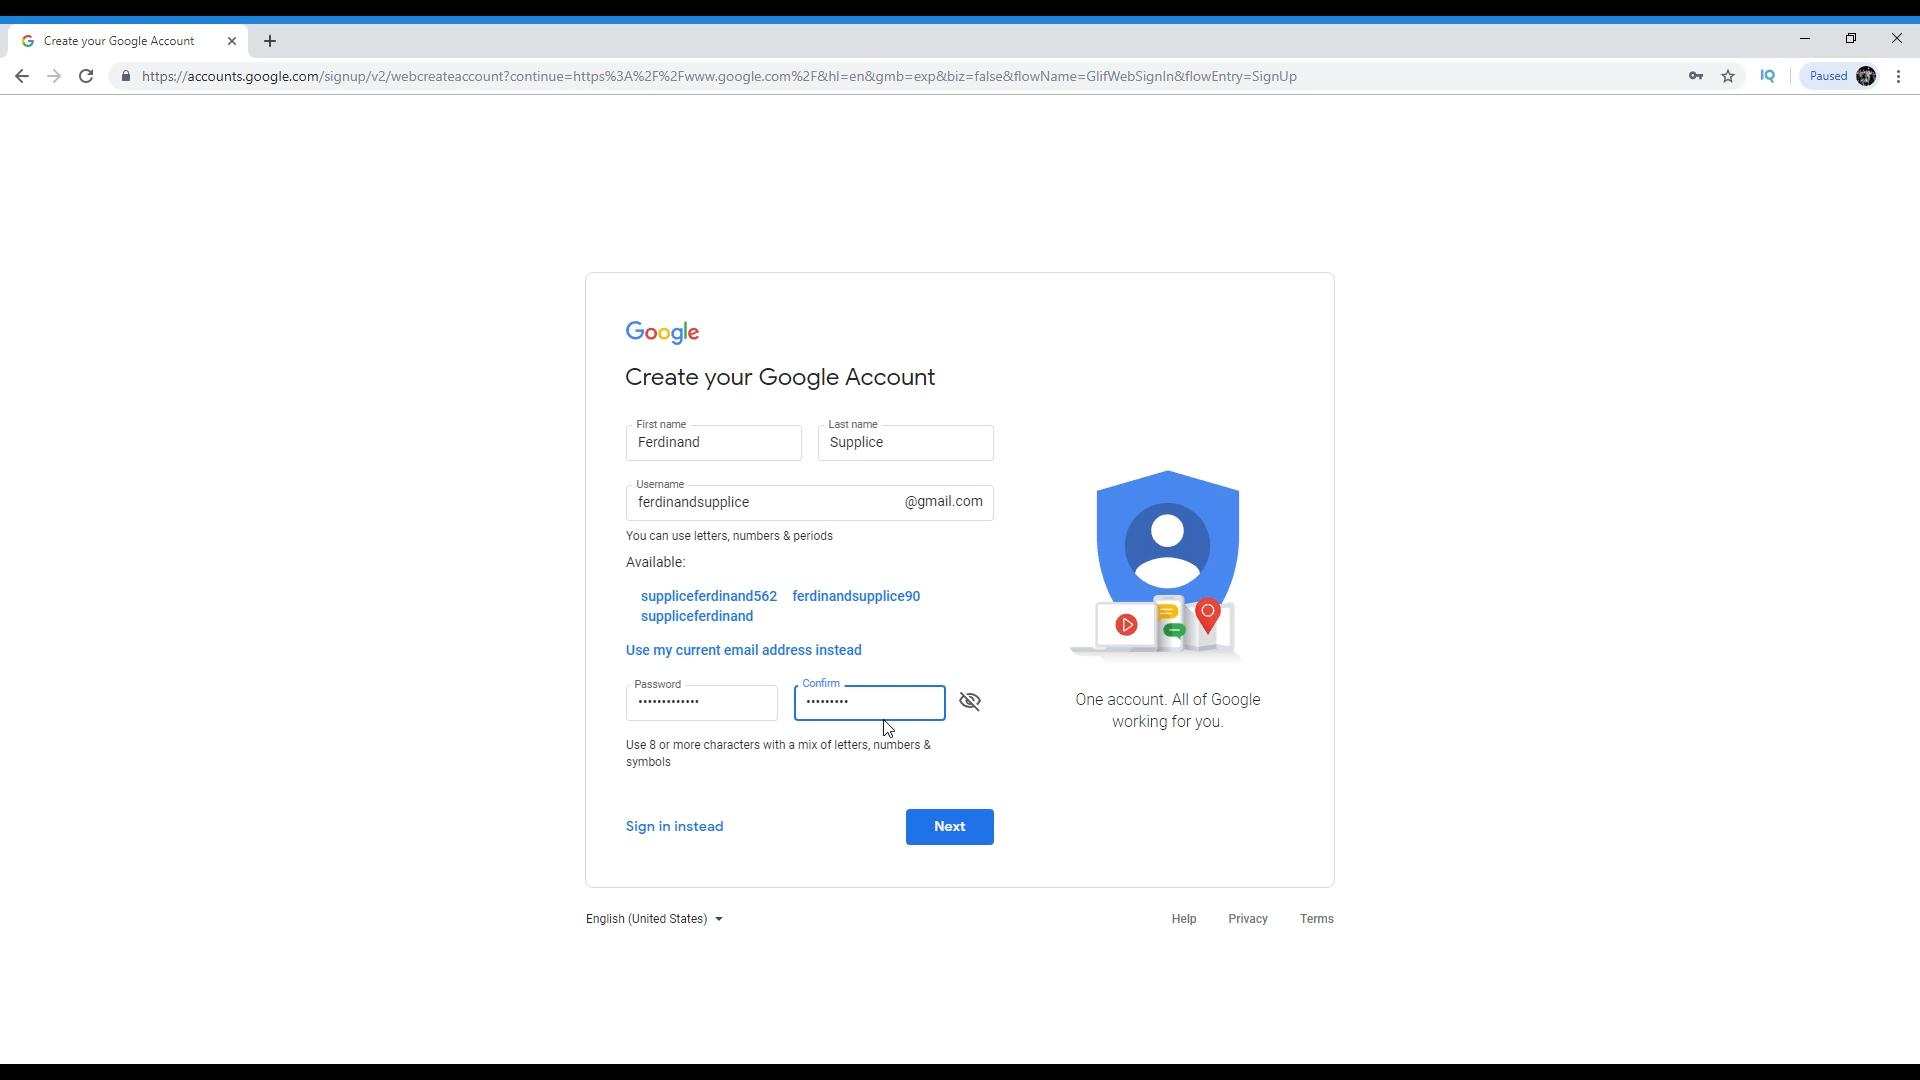 Create your Google Account
https://accounts.google.com/signup/v2/webcreateaccount?continue=https%3A%2F%2Fwww.google.com%2F&hl=en&gmb=exp&biz=false&flowName=GlifWebSignIn&flowEntry=SignUp
IQ
Paused
Google
Create your Google Account
First name
Last name
Ferdinand
Supplice
Username
ferdinandsupplice @gmail.com
You can use letters, numbers & periods
Available:
suppliceferdinand562 ferdinandsupplice90
suppliceferdinand
Use my current email address instead
Password
Confirm
•••••••••••••
•••••••••
Use 8 or more characters with a mix of letters, numbers &
symbols
One account. All of Google
working for you.
Sign in instead
Next
English (United States)
Help Privacy Terms